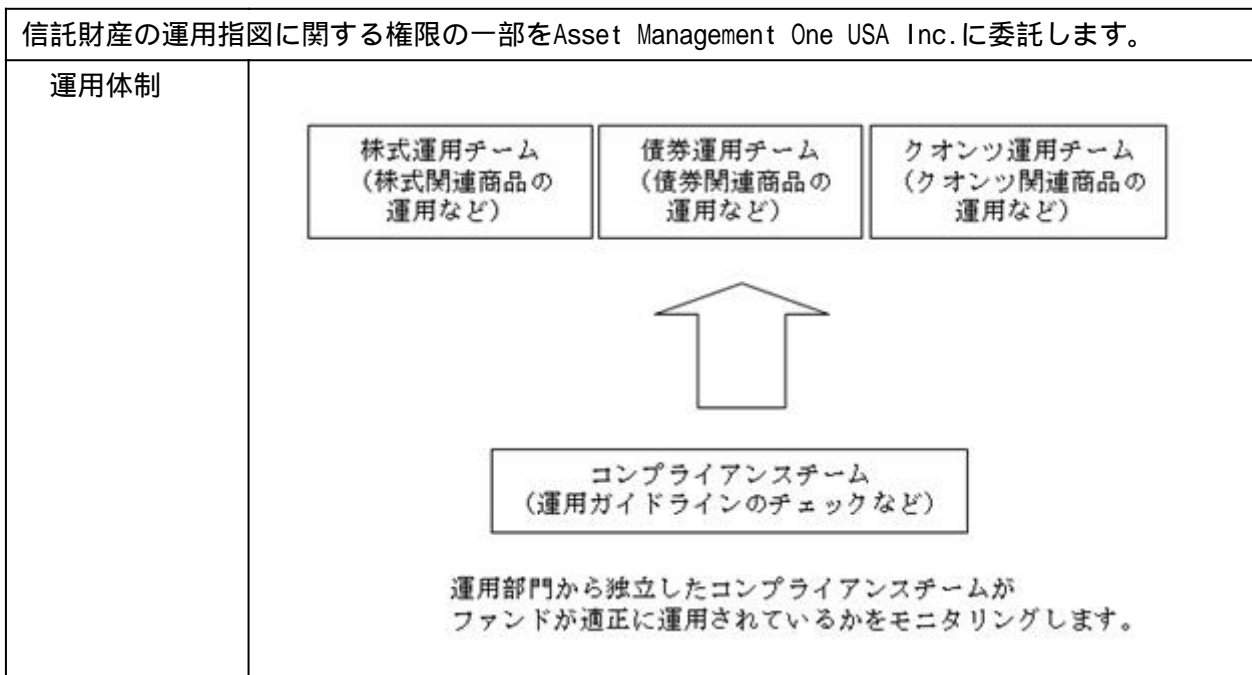 信託財産の運用指図に関する権限の一部をAsset Management One USA Inc.に委託します。
運用体制
株式運用チーム
（株式関連商品の
運用など）
債券運用チーム
（債券関連商品の
運用など）
クオンツ運用チーム
（クオンツ関連商品の
運用など）
コンプライアンスチーム
（運用ガイドラインのチェックなど）
運用部門から独立したコンプライアンスチームが
ファンドが適正に運用されているかをモニタリングします。